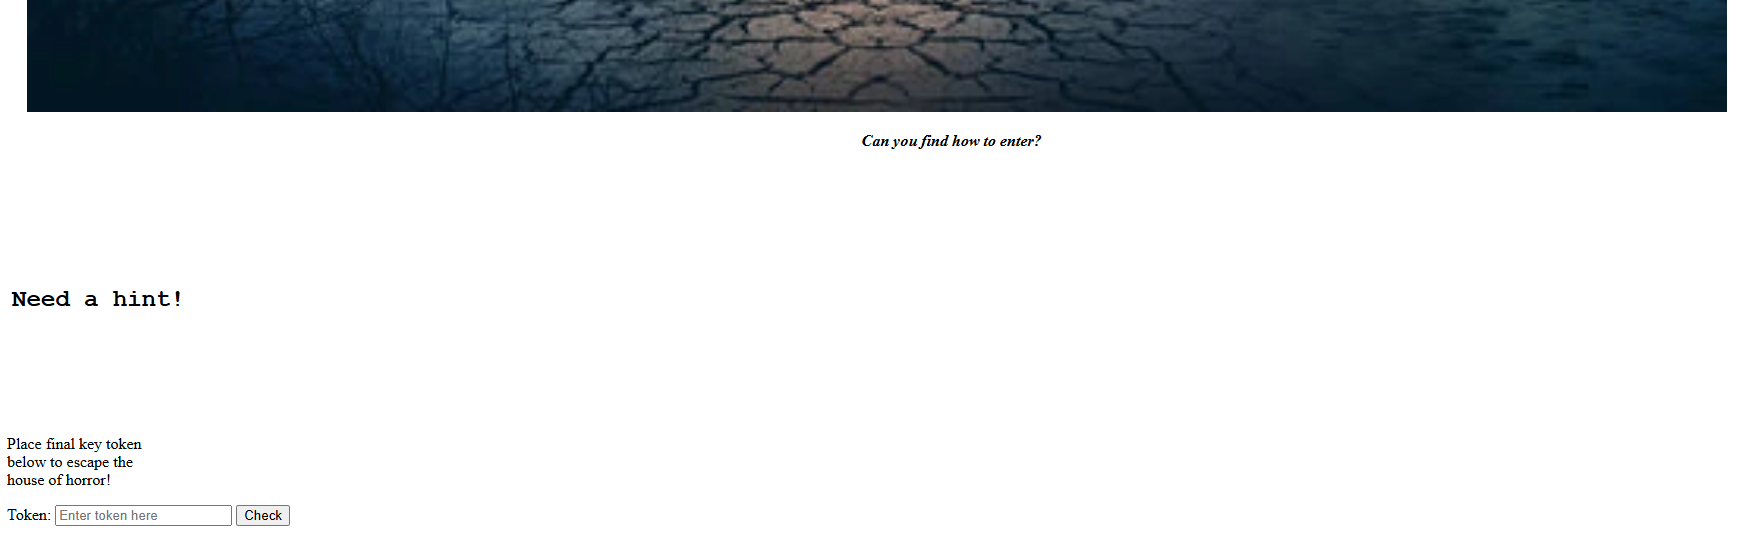 Can you find how to enter?
Need a hint!
Place final key token
below to escape the
house of horror!
Token: Enter token here Check